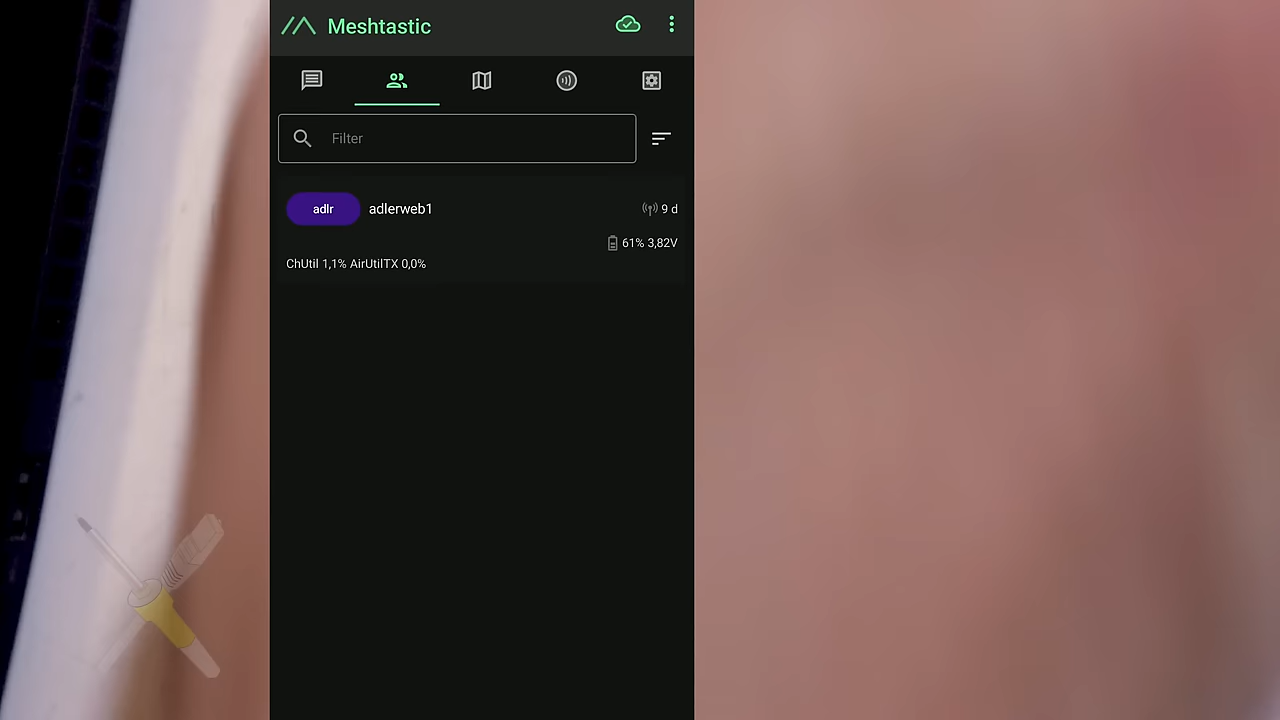 Meshtastic
Filter
adlr adlerweb1 9 d
61% 3,82V
ChUtil 1,1% AirUtilTX 0,0%